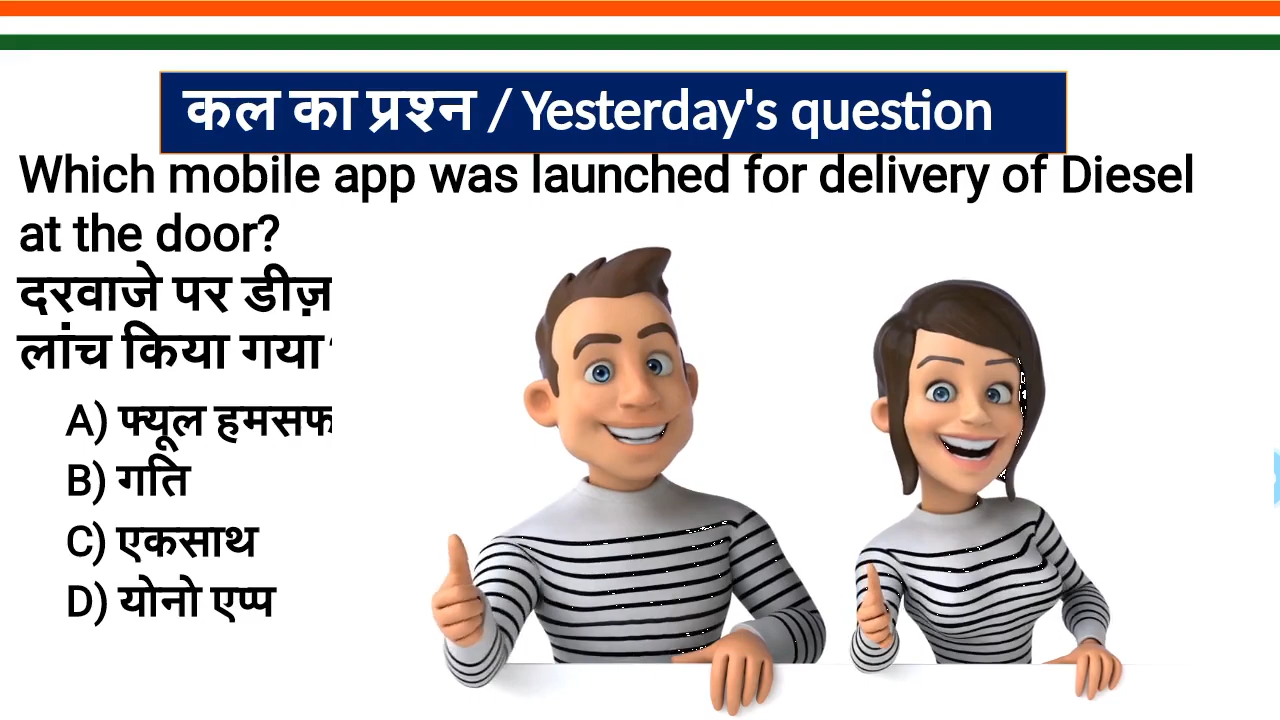 कल का प्रश्न / Yesterday's question
Which mobile app was launched for delivery of Diesel
at the door?
दरवाजे पर डीज़
लांच किया गया
A) फ्यूल हमसफ
B) गति
C) एकसाथ
D) योनो एप्प